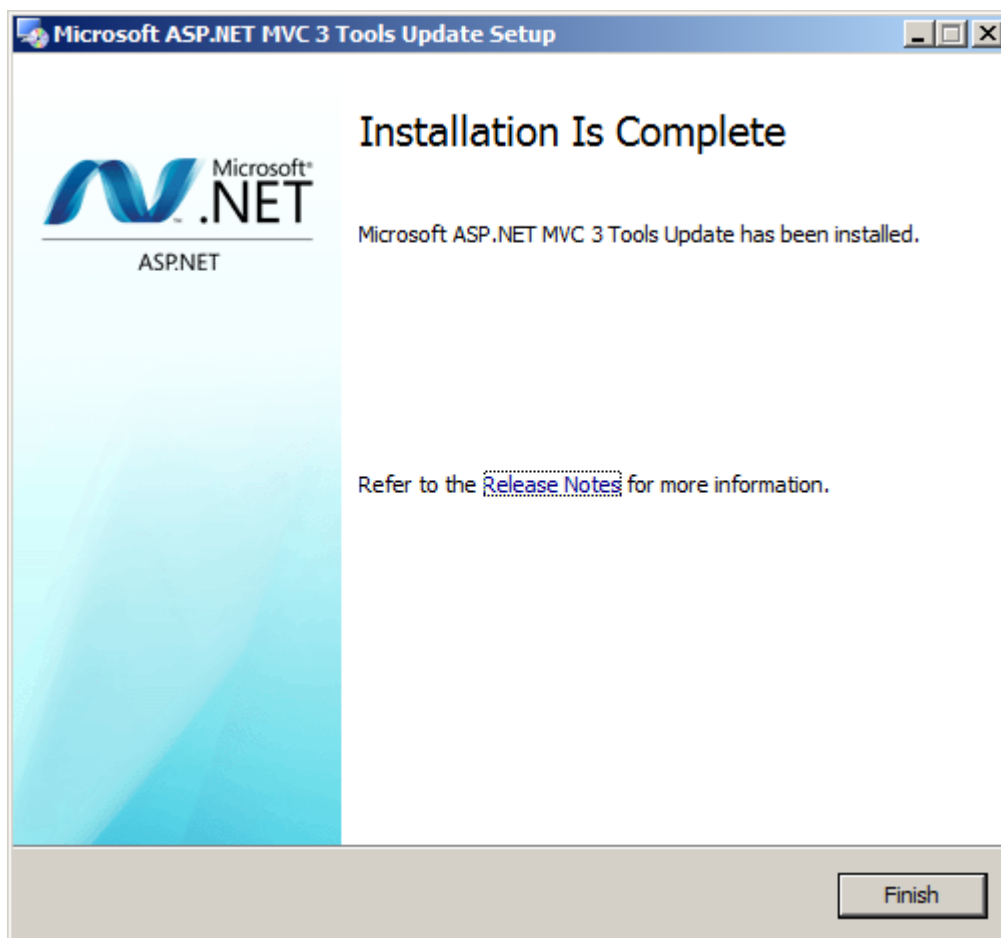 Microsoft ASP.NET MVC 3 Tools Update Setup
Installation Is Complete
Microsoft®
.NET™
ASP.NET
Microsoft ASP.NET MVC 3 Tools Update has been installed.
Refer to the Release Notes for more information.
Finish